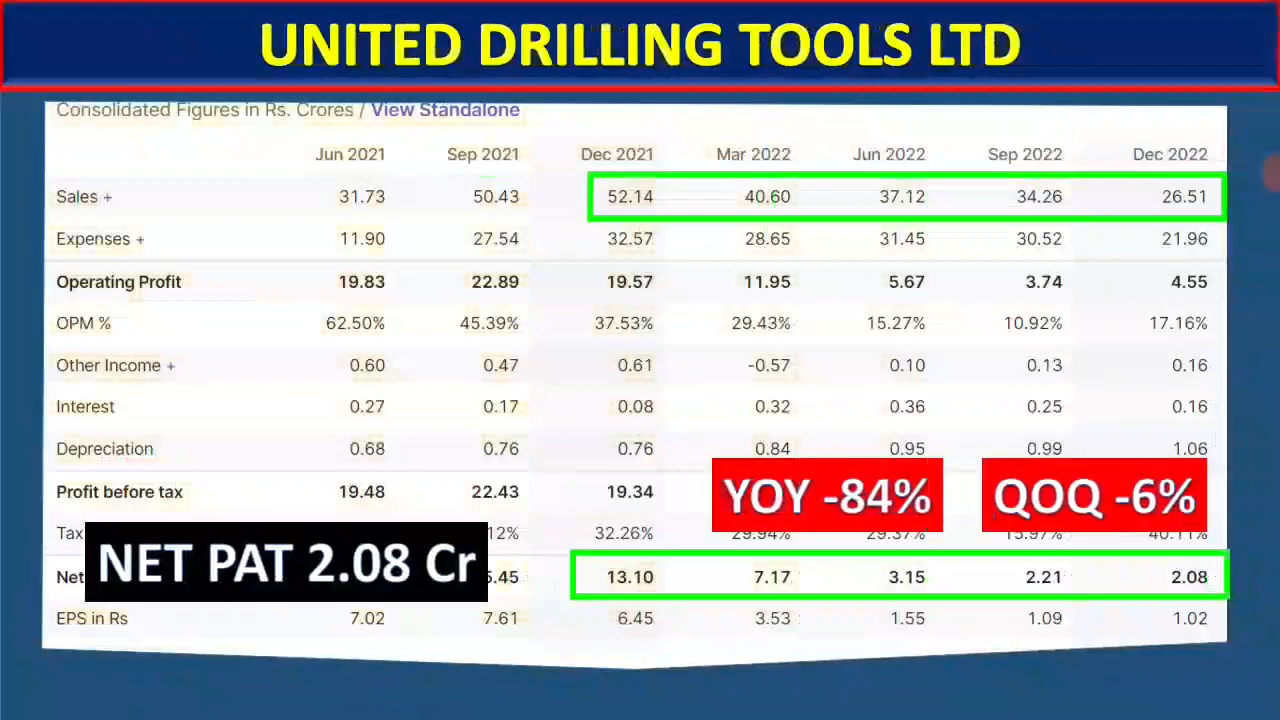 UNITED DRILLING TOOLS LTD
Consolidated Figures in Rs. Crores / View Standalone
Jun 2021 Sep 2021 Dec 2021 Mar 2022 Jun 2022 Sep 2022 Dec 2022
Sales + 31.73 50.43 52.14 40.60 37.12 34.26 26.51
Expenses + 11.90 27.54 32.57 28.65 31.45 30.52 21.96
Operating Profit 19.83 22.89 19.57 11.95 5.67 3.74 4.55
OPM % 62.50% 45.39% 37.53% 29.43% 15.27% 10.92% 17.16%
Other Income + 0.60 0.47 0.61 -0.57 0.10 0.13 0.16
Interest 0.27 0.17 0.08 0.32 0.36 0.25 0.16
Depreciation 0.68 0.76 0.76 0.84 0.95 0.99 1.06
Profit before tax 19.48 22.43 19.34
YOY -84% QOQ -6%
Tax 32.26% 29.94% 29.37% 15.97% 40.11%
NET PAT 2.08 Cr
Net 13.10 7.17 3.15 2.21 2.08
EPS in Rs 7.02 7.61 6.45 3.53 1.55 1.09 1.02